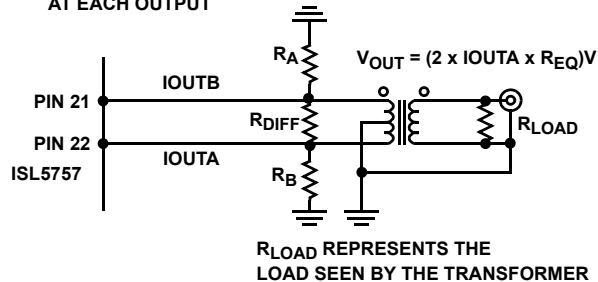 AT EACH OUTPUT
RA
VOUT = (2 x IOUTA x REQ)V
IOUTB
PIN 21
RDIFF
RLOAD
PIN 22
IOUTA
ISL5757
RB
RLOAD REPRESENTS THE
LOAD SEEN BY THE TRANSFORMER